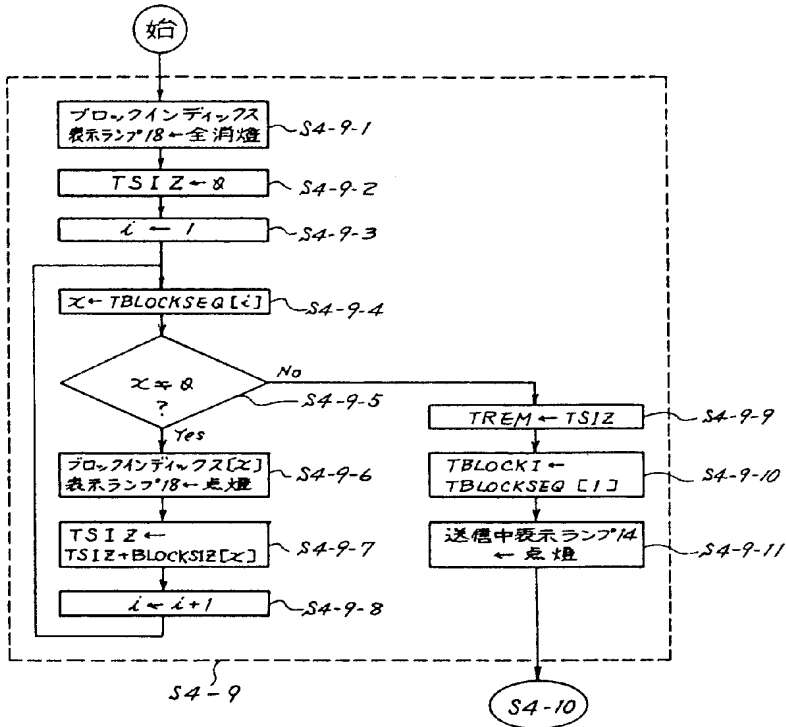 始
ブロックインディックス
表示ランプ18←全消燈
S4-9-1
TSIZ←0
S4-9-2
i ← 1
S4-9-3
x←TBLOCKSEQ[i]
S4-9-4
x≠0
?
S4-9-5
No
Yes
ブロックインディックス[x]
表示ランプ18←点燈
S4-9-6
TSIZ←
TSIZ+BLOCKSIZ[x]
S4-9-7
i←i+1
S4-9-8
TREM←TSIZ
S4-9-9
TBLOCKI←
TBLOCKSEQ [1]
S4-9-10
送信中表示ランプ14
←点燈
S4-9-11
S4-9
S4-10